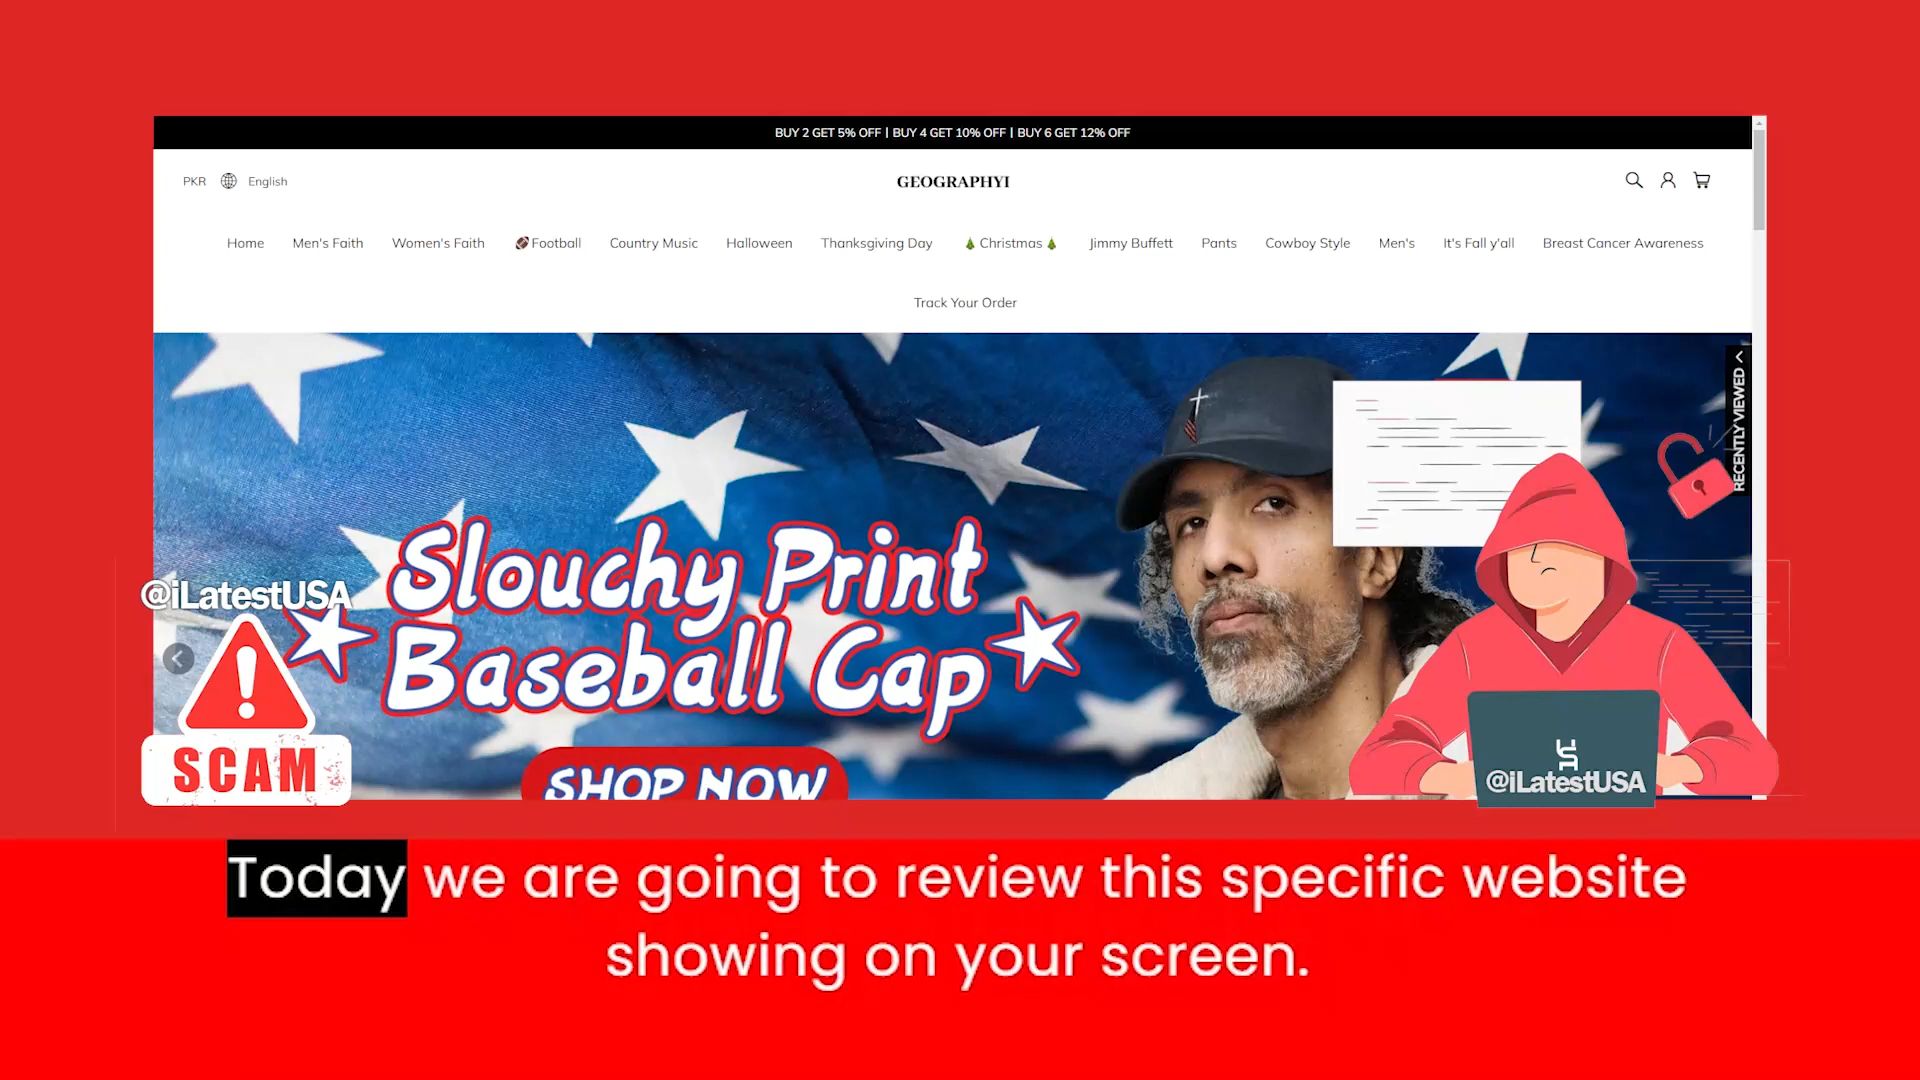 BUY 2 GET 5% OFF | BUY 4 GET 10% OFF | BUY 6 GET 12% OFF
PKR English
GEOGRAPHYI
Home Men's Faith Women's Faith 🏈Football Country Music Halloween Thanksgiving Day 🎄Christmas🎄 Jimmy Buffett Pants Cowboy Style Men's It's Fall y'all Breast Cancer Awareness
Track Your Order
RECENTLY VIEWED
Slouchy Print
Baseball Cap
SHOP NOW
@iLatestUSA
SCAM
@iLatestUSA
Today we are going to review this specific website
showing on your screen.